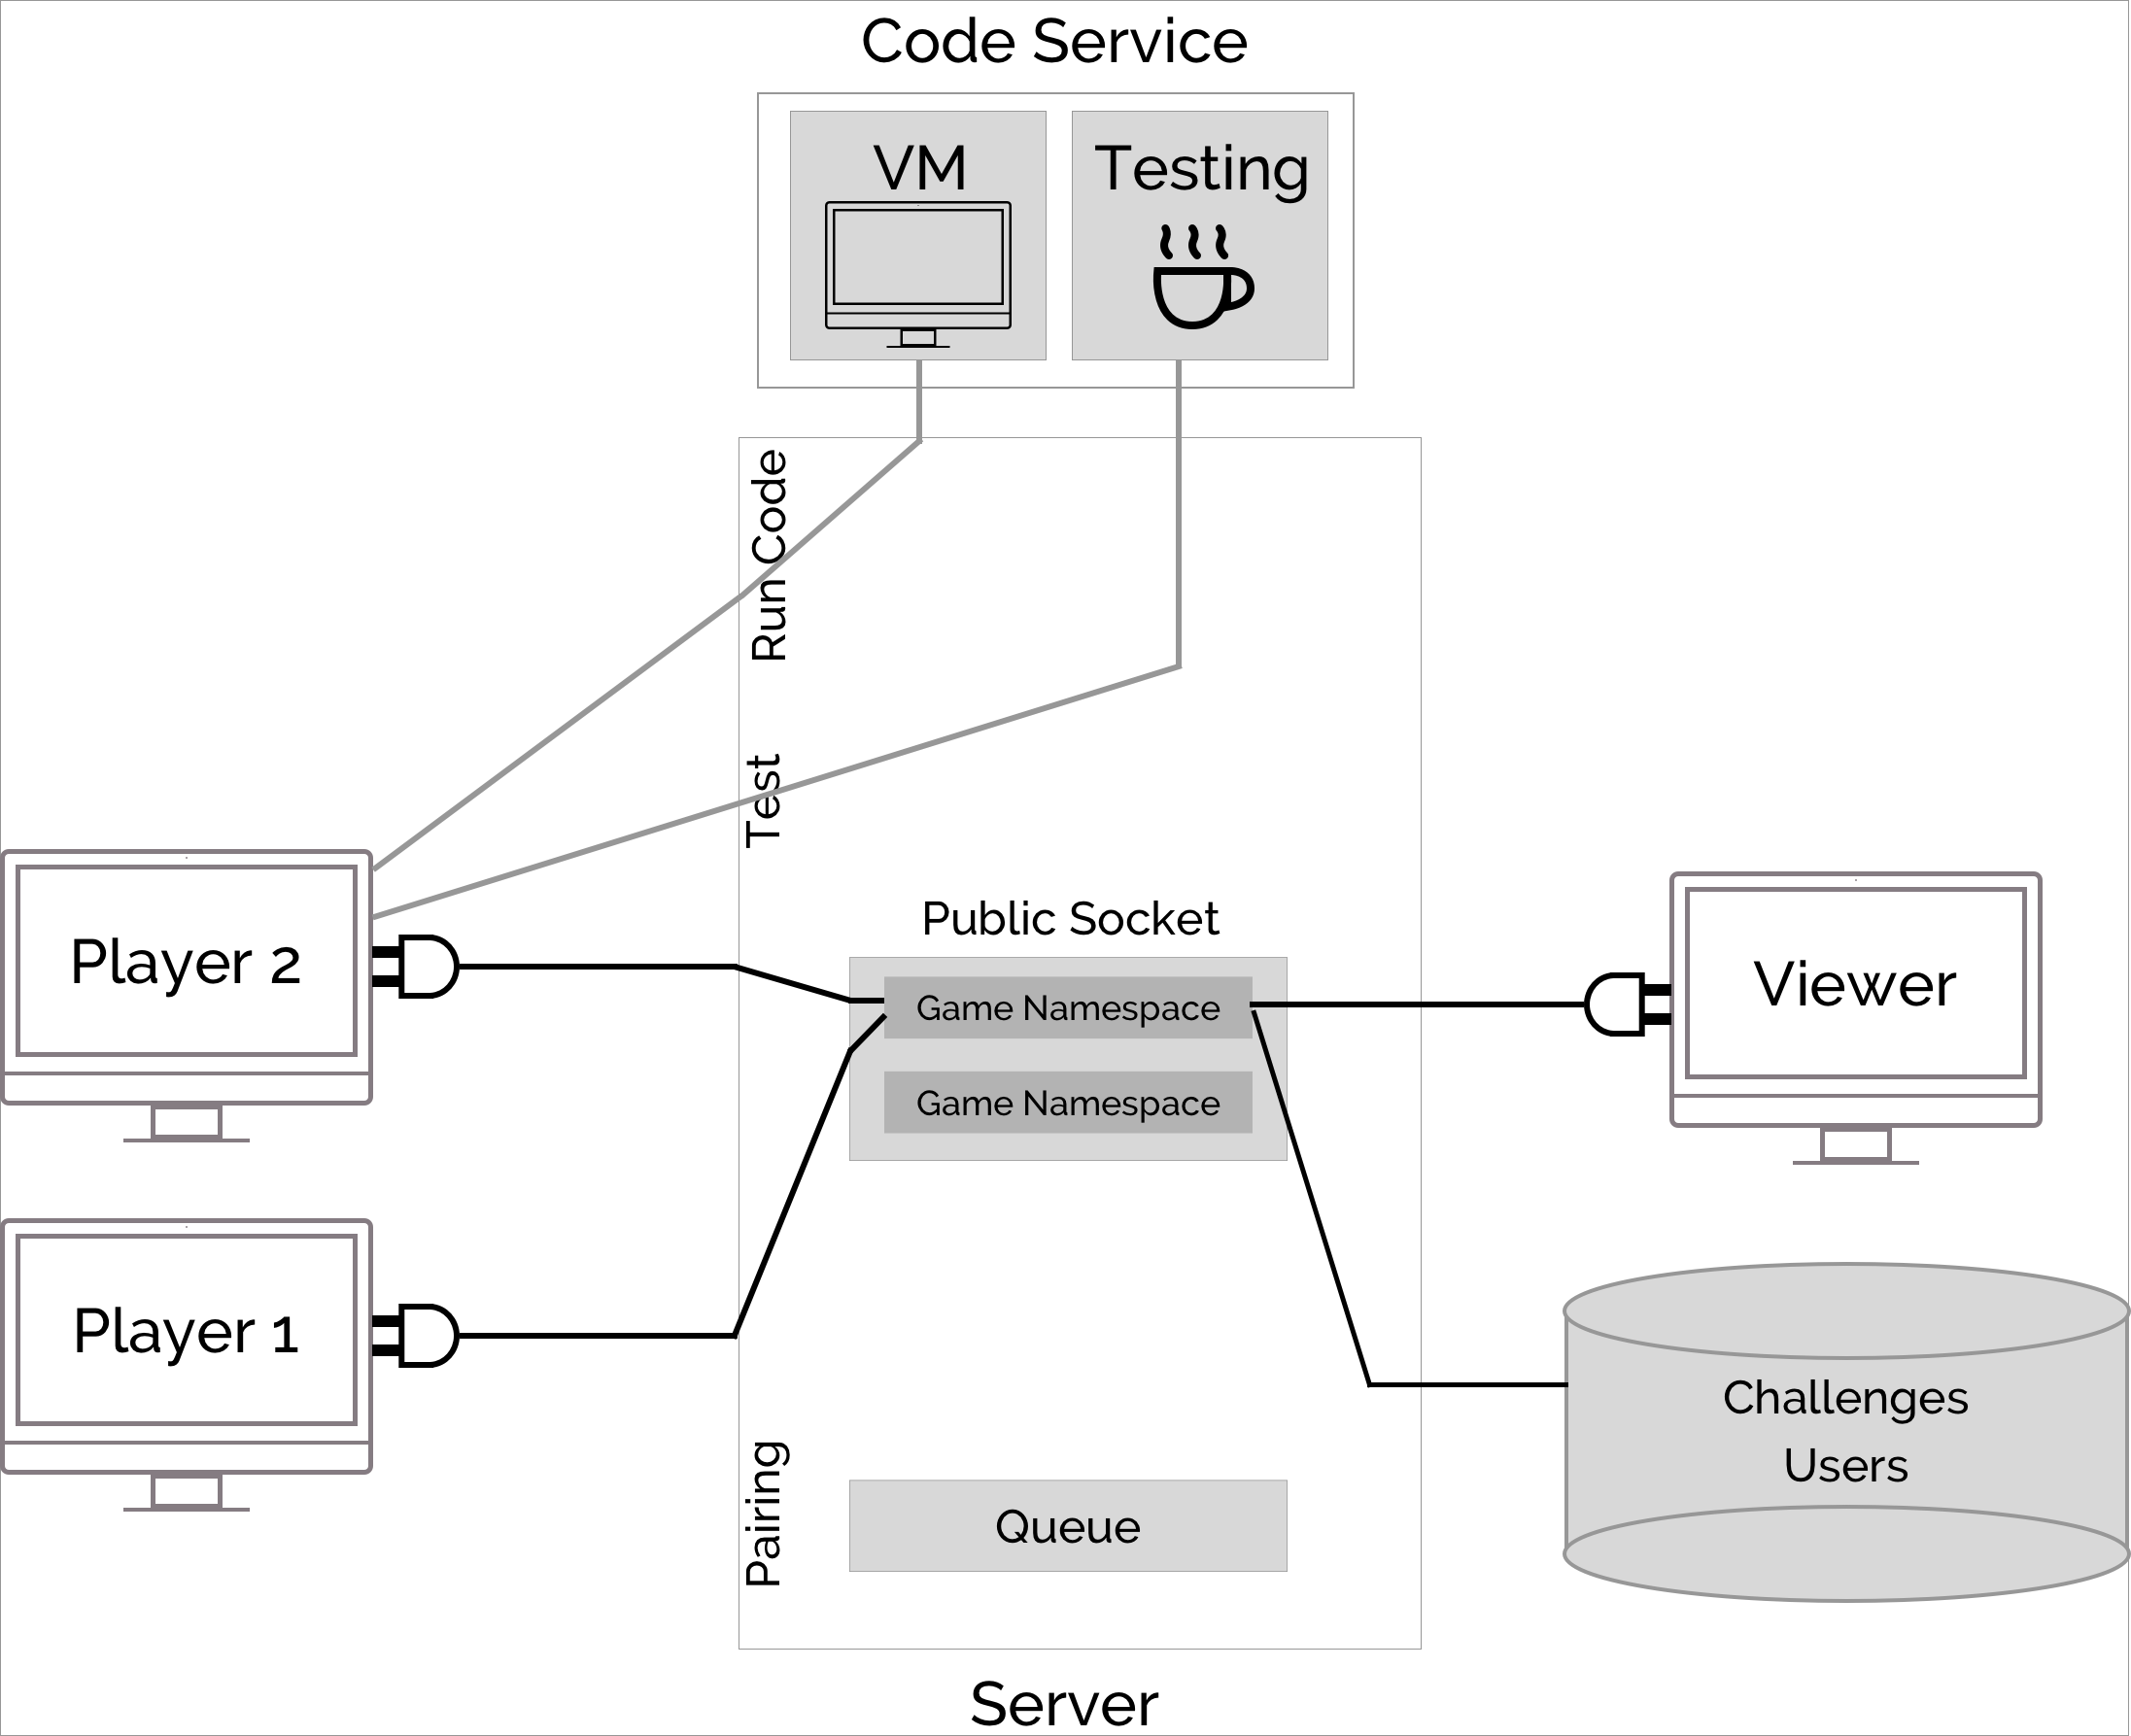 Code Service
VM
Testing
Run Code
Test
Public Socket
Player 2
Game Namespace
Viewer
Game Namespace
Player 1
Challenges
Users
Pairing
Queue
Server